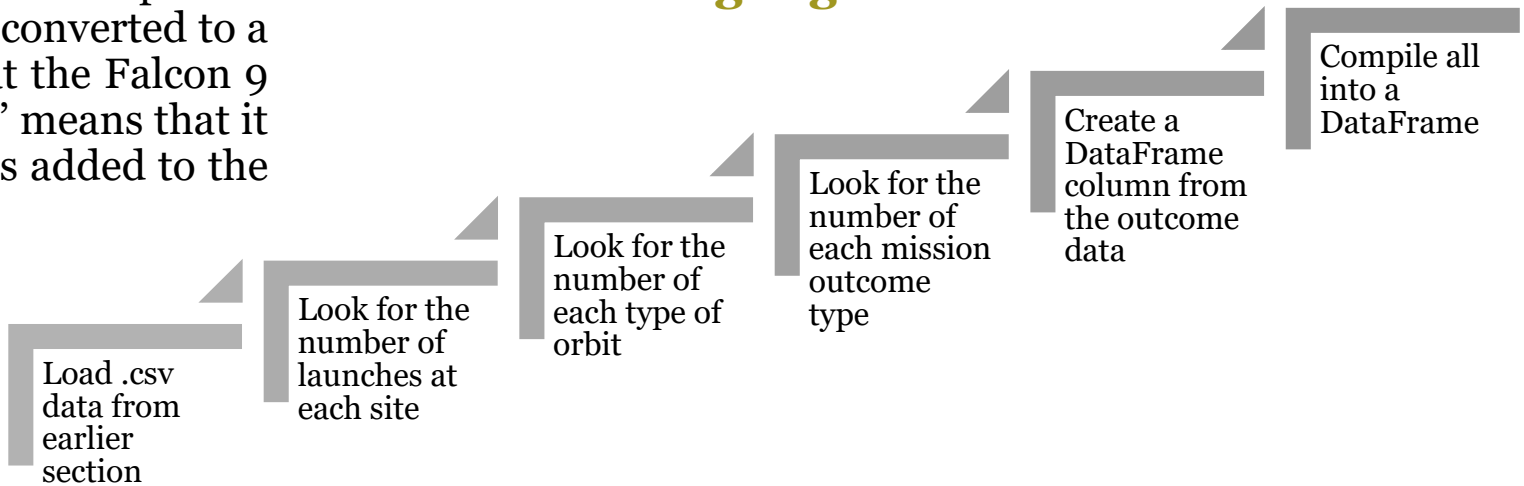 converted to a
t the Falcon 9
” means that it
s added to the
Load .csv
data from
earlier
section
Look for the
number of
launches at
each site
Look for the
number of
each type of
orbit
Look for the
number of
each mission
outcome
type
Create a
DataFrame
column from
the outcome
data
Compile all
into a
DataFrame